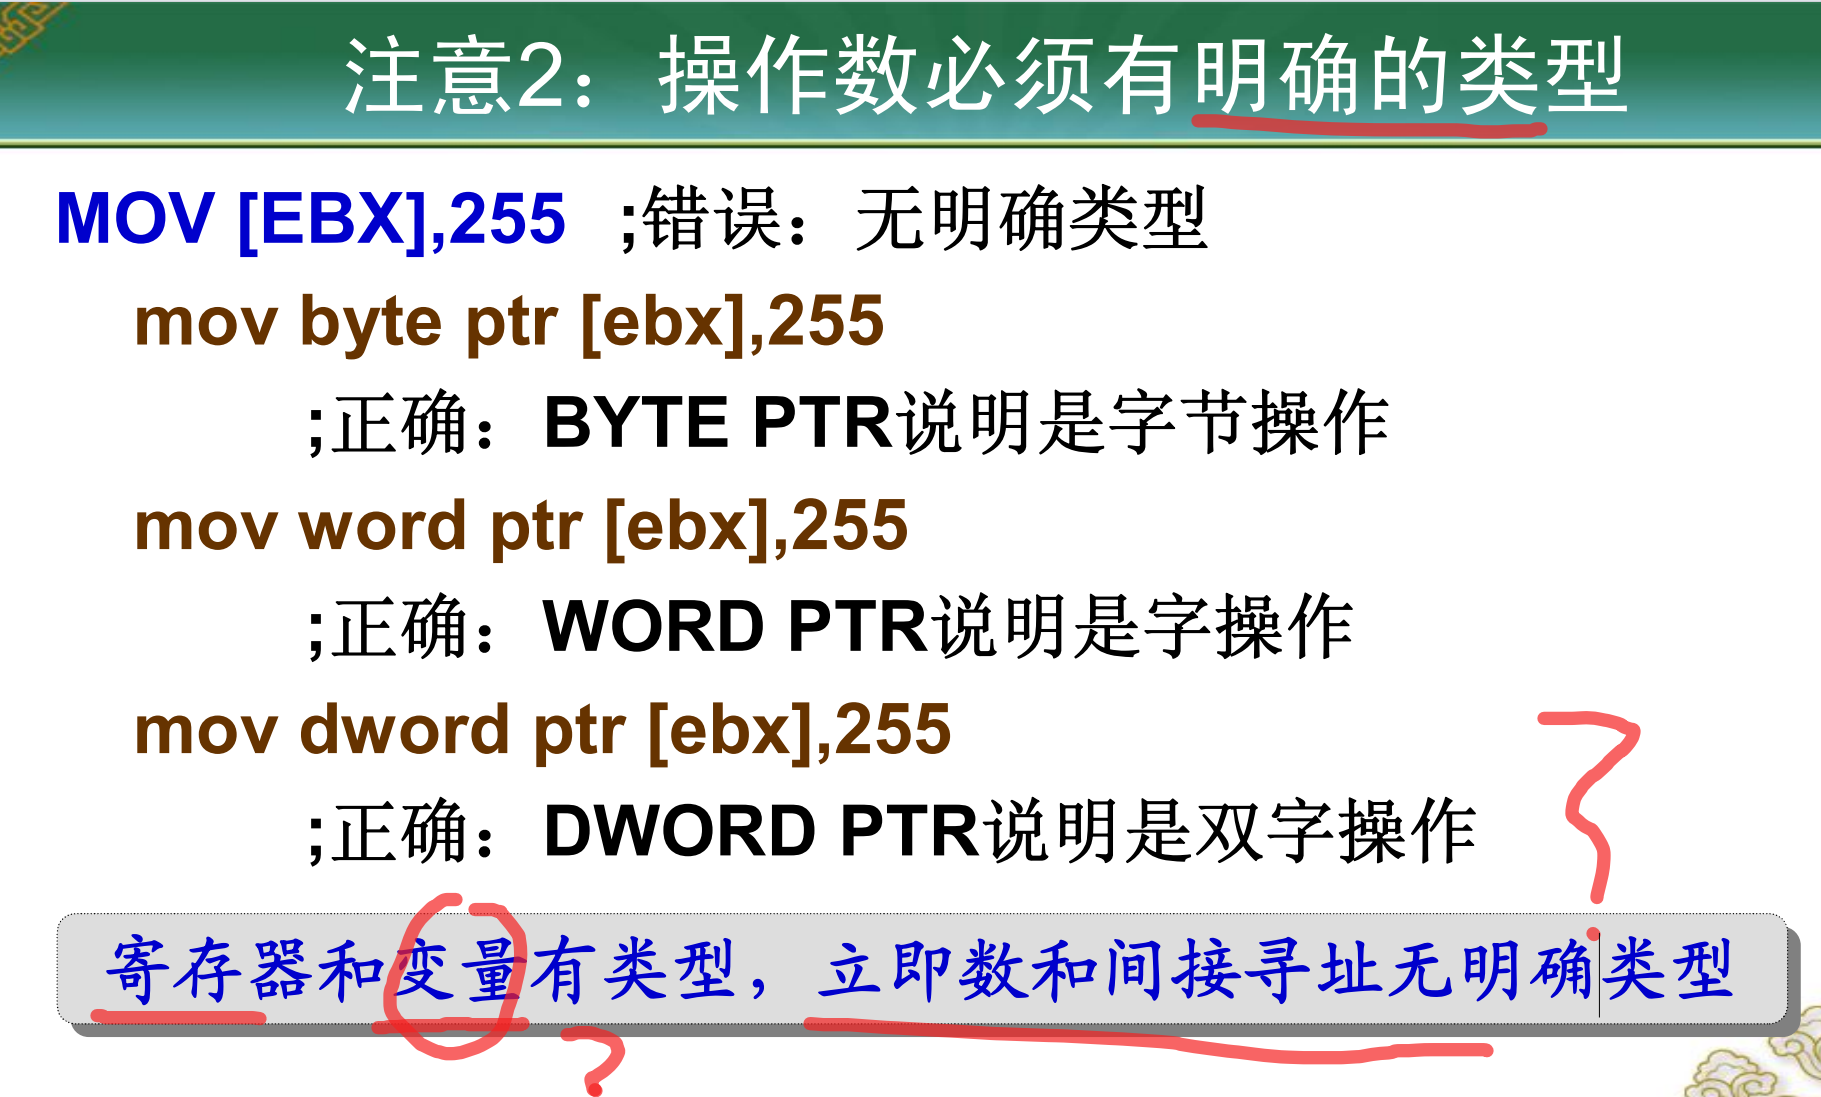 注意2：操作数必须有明确的类型
MOV [EBX],255 ;错误：无明确类型
mov byte ptr [ebx],255
;正确：BYTE PTR说明是字节操作
mov word ptr [ebx],255
;正确：WORD PTR说明是字操作
mov dword ptr [ebx],255
;正确：DWORD PTR说明是双字操作
寄存器和变量有类型，立即数和间接寻址无明确类型